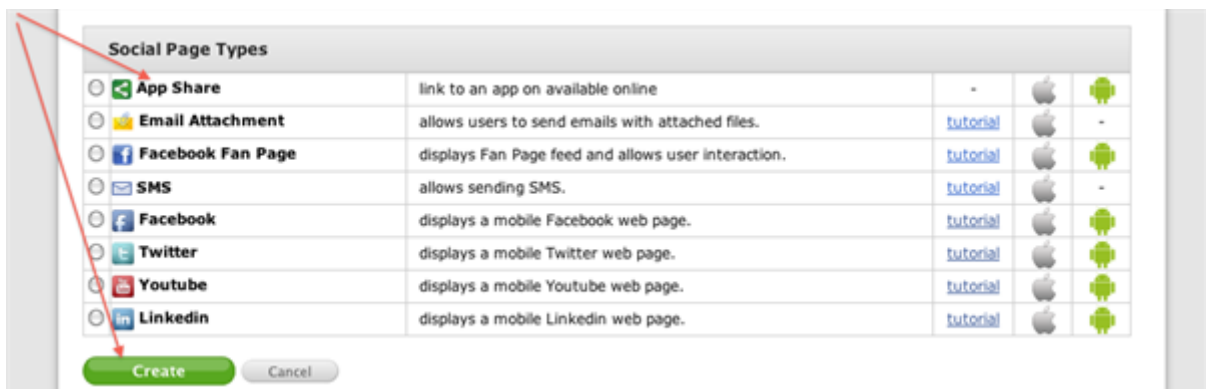 Social Page Types
App Share link to an app on available online -
Email Attachment allows users to send emails with attached files. tutorial -
Facebook Fan Page displays Fan Page feed and allows user interaction. tutorial
SMS allows sending SMS. tutorial -
Facebook displays a mobile Facebook web page. tutorial
Twitter displays a mobile Twitter web page. tutorial
Youtube displays a mobile Youtube web page. tutorial
Linkedin displays a mobile Linkedin web page. tutorial
Create Cancel